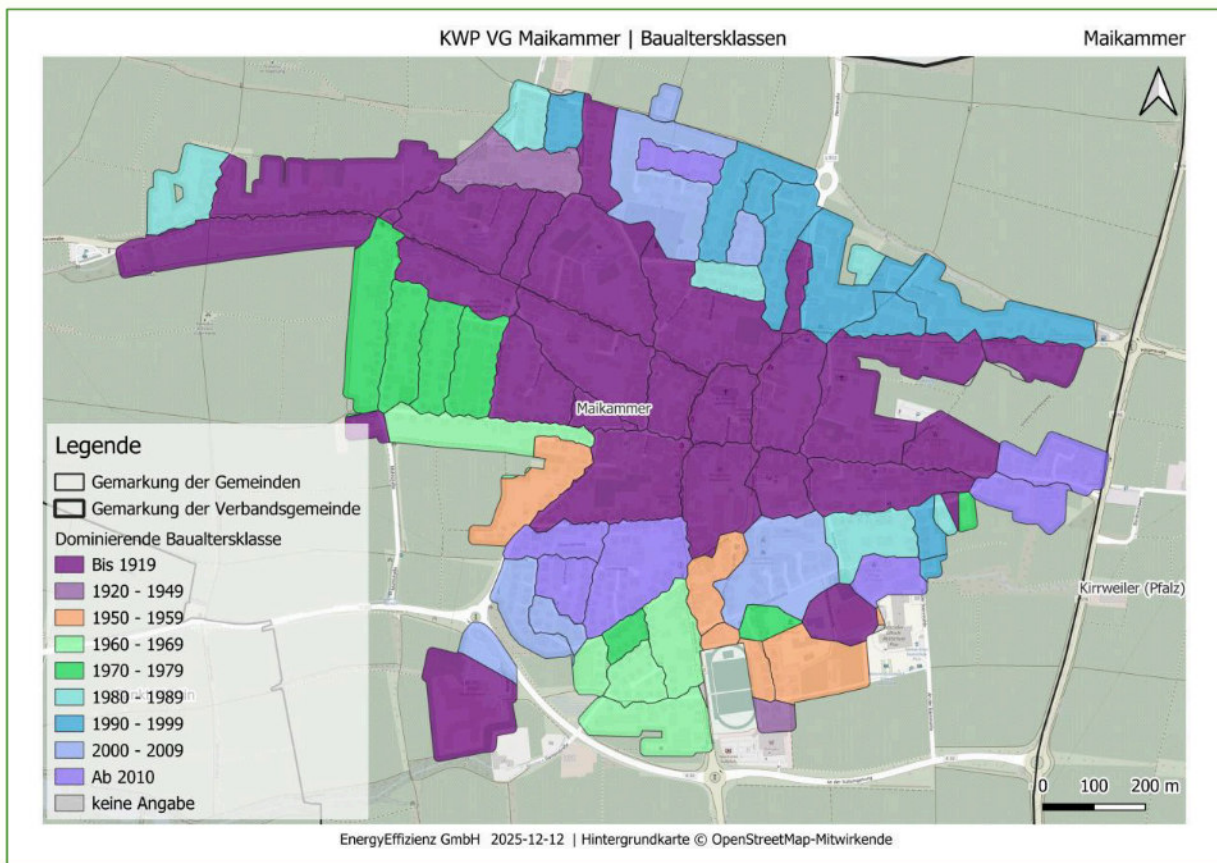 KWP VG Maikammer | Baualtersklassen
Maikammer
Maikammer
Kirrweiler (Pfalz)
Legende
Gemarkung der Gemeinden
Gemarkung der Verbandsgemeinde
Dominierende Baualtersklasse
Bis 1919
1920 - 1949
1950 - 1959
1960 - 1969
1970 - 1979
1980 - 1989
1990 - 1999
2000 - 2009
Ab 2010
keine Angabe
0 100 200 m
EnergyEffizienz GmbH 2025-12-12 | Hintergrundkarte © OpenStreetMap-Mitwirkende